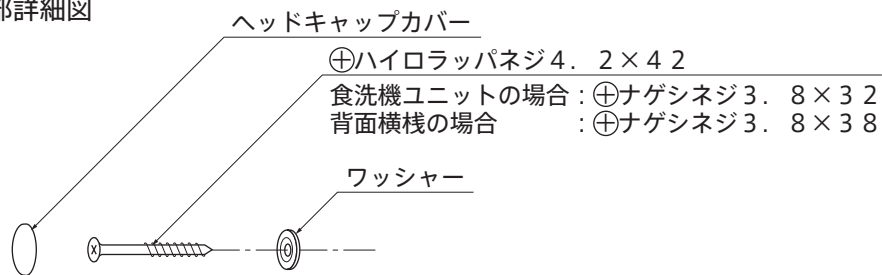 部詳細図
ヘッドキャップカバー
⊕ハイロラッパネジ４．２×４２
食洗機ユニットの場合：⊕ナゲシネジ３．８×３２
背面横桟の場合　　　：⊕ナゲシネジ３．８×３８
ワッシャー